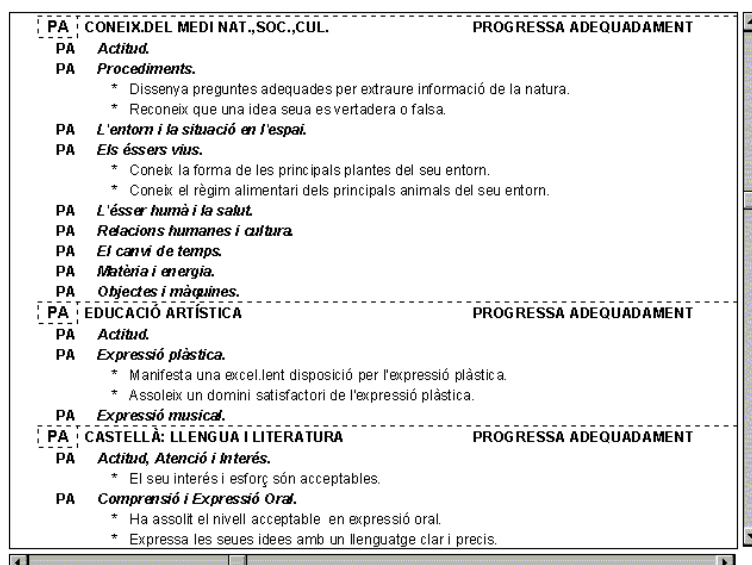 PA CONEIX.DEL MEDI NAT.,SOC.,CUL. PROGRESSA ADEQUADAMENT
PA Actitud.
PA Procediments.
* Dissenya preguntes adequades per extraure informació de la natura.
* Reconeix que una idea seua es vertadera o falsa.
PA L'entorn i la situació en l'espai.
PA Els éssers vius.
* Coneix la forma de les principals plantes del seu entorn.
* Coneix el règim alimentari dels principals animals del seu entorn.
PA L'ésser humà i la salut.
PA Relacions humanes i cultura.
PA El canvi de temps.
PA Matèria i energia.
PA Objectes i màquines.
PA EDUCACIÓ ARTÍSTICA PROGRESSA ADEQUADAMENT
PA Actitud.
PA Expressió plàstica.
* Manifesta una excel.lent disposició per l'expressió plàstica.
* Assoleix un domini satisfactori de l'expressió plàstica.
PA Expressió musical.
PA CASTELLÀ: LLENGUA I LITERATURA PROGRESSA ADEQUADAMENT
PA Actitud, Atenció i Interés.
* El seu interés i esforç són acceptables.
PA Comprensió i Expressió Oral.
* Ha assolit el nivell acceptable en expressió oral.
* Expressa les seues idees amb un llenguatge clar i precis.